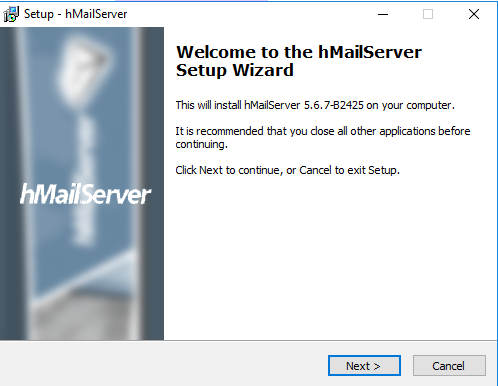 Setup - hMailServer
Welcome to the hMailServer
Setup Wizard
This will install hMailServer 5.6.7-B2425 on your computer.
It is recommended that you close all other applications before
continuing.
Click Next to continue, or Cancel to exit Setup.
hMailServer
hMailServer
Next >
Cancel